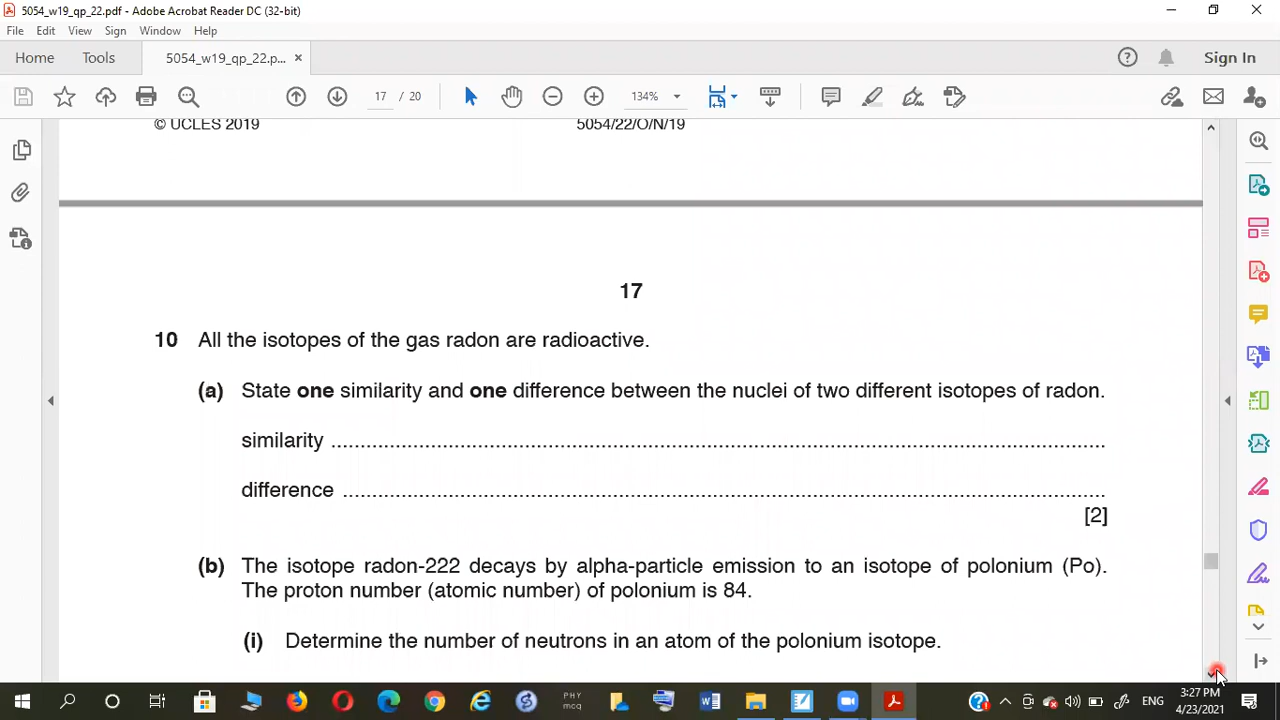 5054_w19_qp_22.pdf - Adobe Acrobat Reader DC (32-bit)
File Edit View Sign Window Help
Home Tools 5054_w19_qp_22.p... × Sign In
17 / 20 134%
© UCLES 2019 5054/22/O/N/19
17
10 All the isotopes of the gas radon are radioactive.
(a) State one similarity and one difference between the nuclei of two different isotopes of radon.
similarity ..........................................................................................................................................
difference ........................................................................................................................................
[2]
(b) The isotope radon-222 decays by alpha-particle emission to an isotope of polonium (Po).
The proton number (atomic number) of polonium is 84.
(i) Determine the number of neutrons in an atom of the polonium isotope.
PHY
mcq
ENG
3:27 PM
4/23/2021